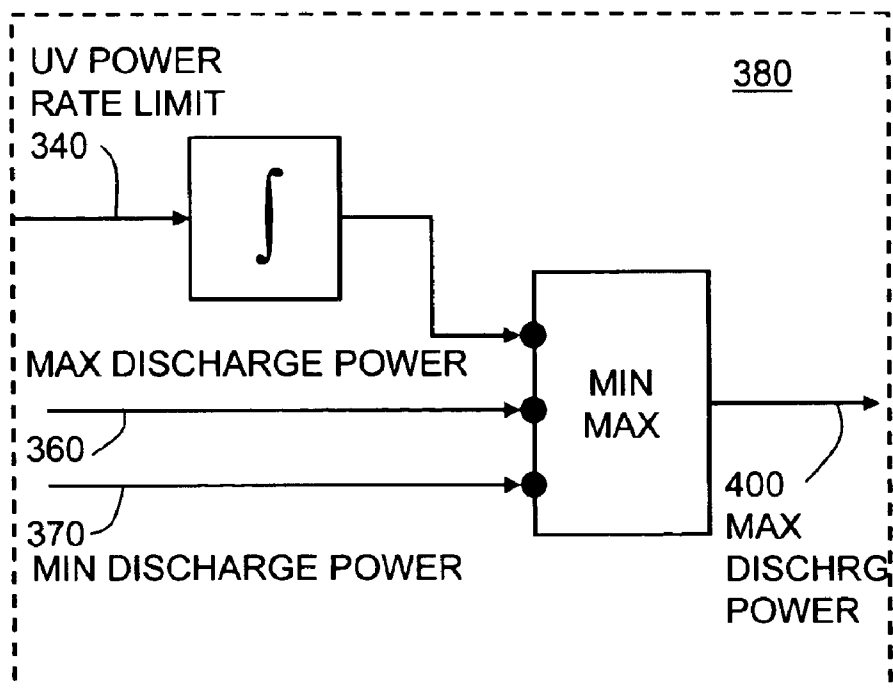 UV POWER
RATE LIMIT
340
380
∫
MAX DISCHARGE POWER
360
370
MIN DISCHARGE POWER
MIN
MAX
400
MAX
DISCHRG
POWER